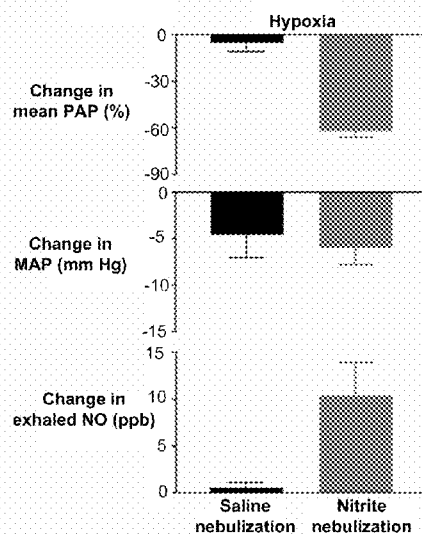 Hypoxia
0
-30
-60
-90
Change in
mean PAP (%)
0
-5
-10
-15
Change in
MAP (mm Hg)
15
10
5
0
Change in
exhaled NO (ppb)
Saline
nebulization
Nitrite
nebulization